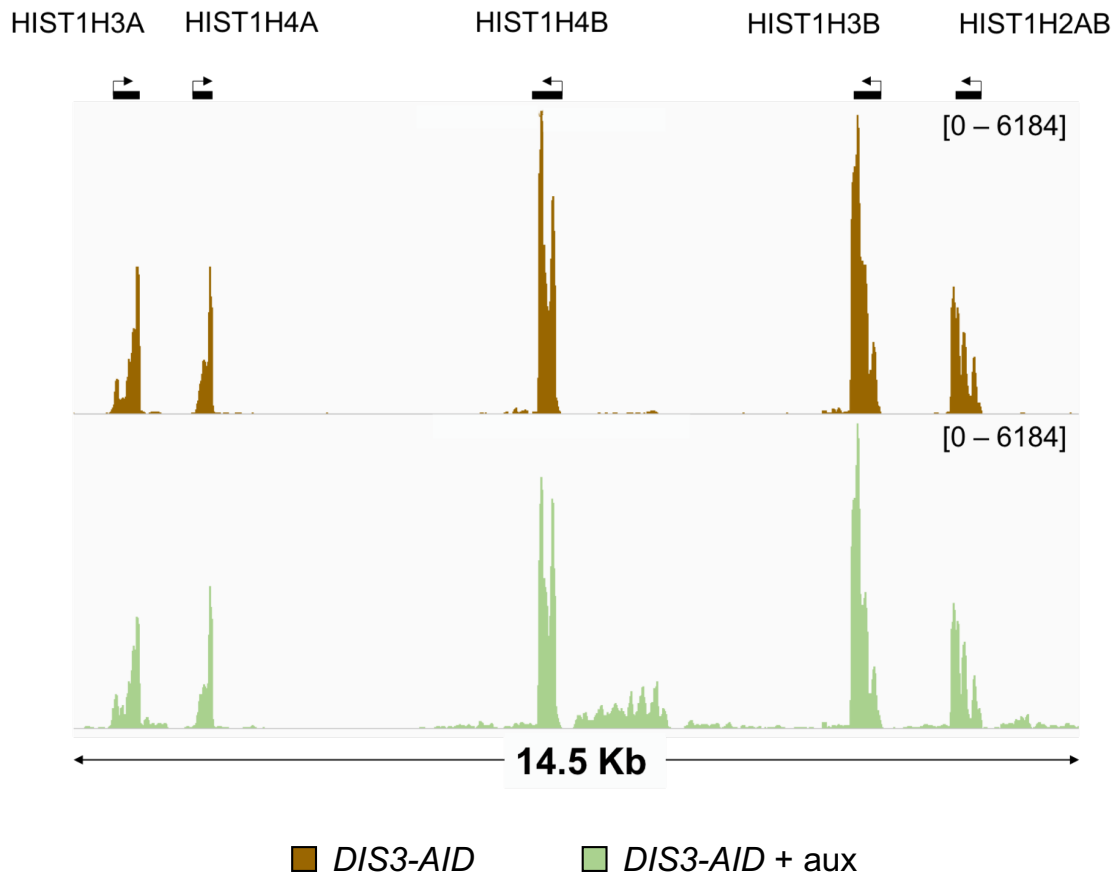 HIST1H3A HIST1H4A HIST1H4B HIST1H3B HIST1H2AB
[0 – 6184]
[0 – 6184]
14.5 Kb
DIS3-AID DIS3-AID + aux